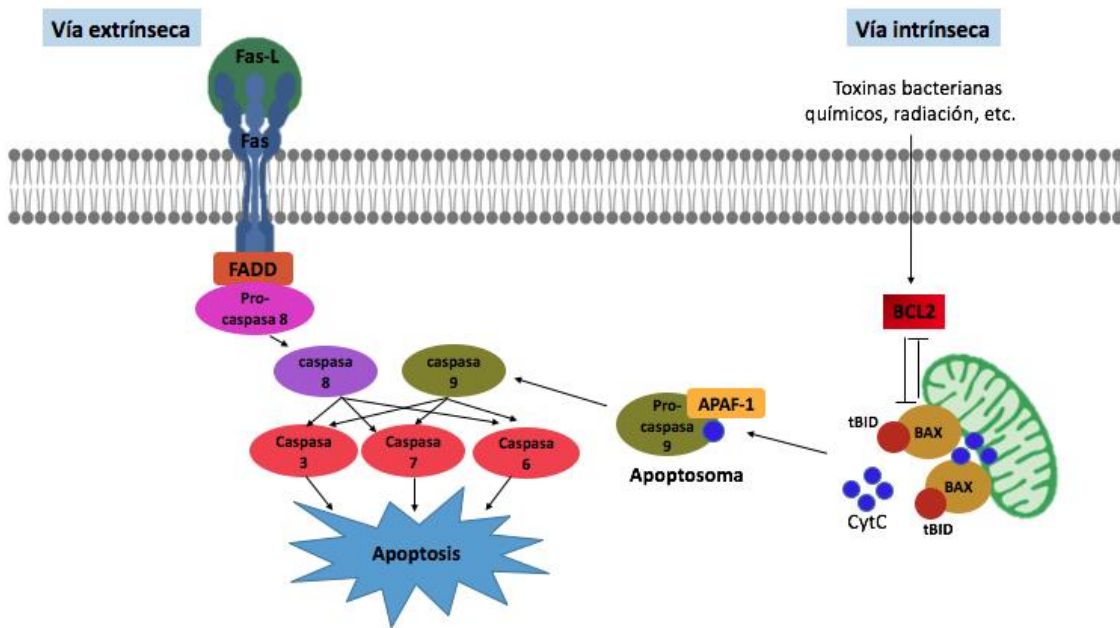 Vía extrínseca
Vía intrínseca
Fas-L
Fas
Toxinas bacterianas
químicos, radiación, etc.
FADD
Pro-
caspasa 8
BCL2
caspasa
8
caspasa
9
APAF-1
Pro-
caspasa
9
Apoptosoma
tBID
BAX
BAX
tBID
CytC
Caspasa
3
Caspasa
7
Caspasa
6
Apoptosis